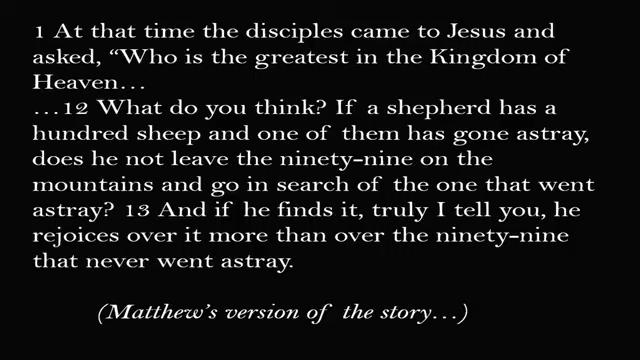 1 At that time the disciples came to Jesus and
asked, “Who is the greatest in the Kingdom of
Heaven…
…12 What do you think? If a shepherd has a
hundred sheep and one of them has gone astray,
does he not leave the ninety-nine on the
mountains and go in search of the one that went
astray? 13 And if he finds it, truly I tell you, he
rejoices over it more than over the ninety-nine
that never went astray.
(Matthew’s version of the story…)